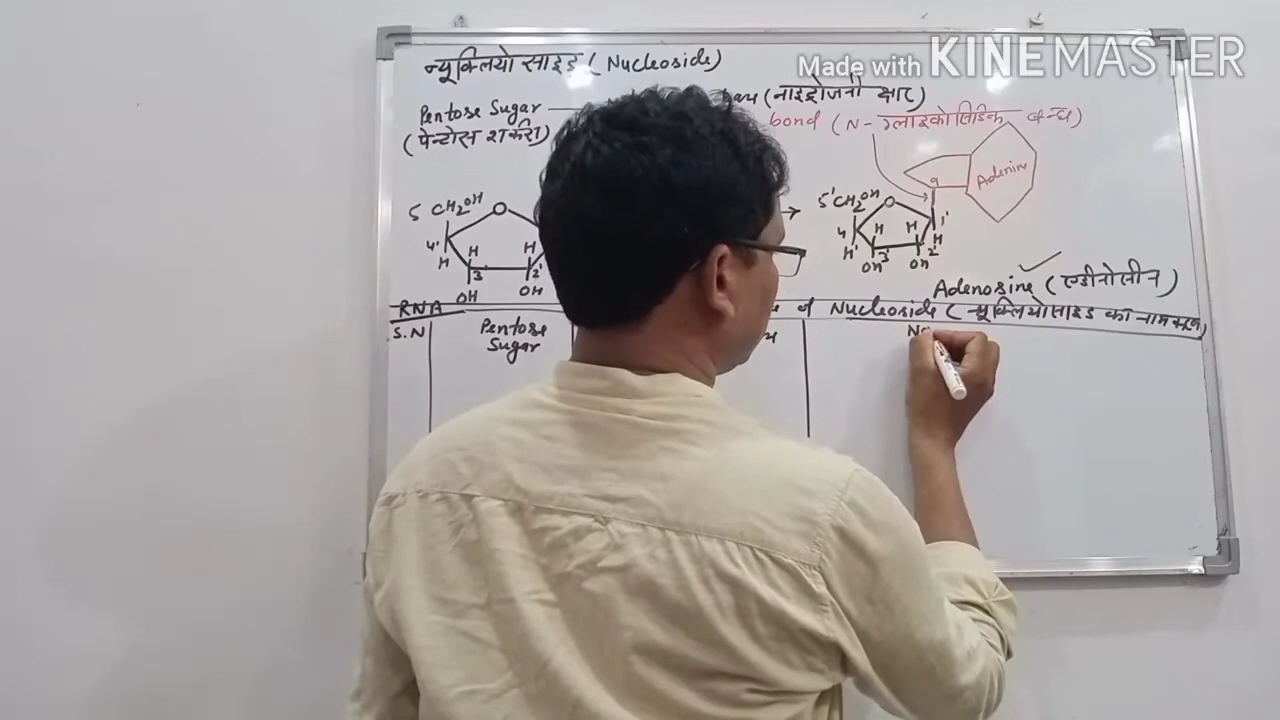 Made with KINEMASTER
न्यूक्लियोसाइड (Nucleoside)
Pentose Sugar
(नाइट्रोजनी क्षार)
(पेन्टोस शर्करा)
bond (N- ग्लाइकोसिडिक बन्ध)
Adenine
9
5 CH2OH
4'
H
H
3'
OH
H
2'
OH
5' CH2OH
1'
4
H'
H
3'
OH
H
2'
OH
H
Adenosine (एडीनोसीन)
RNA
of Nucleoside (न्यूक्लियोसाइड का नामकरण)
S.N
Pentose
Sugar